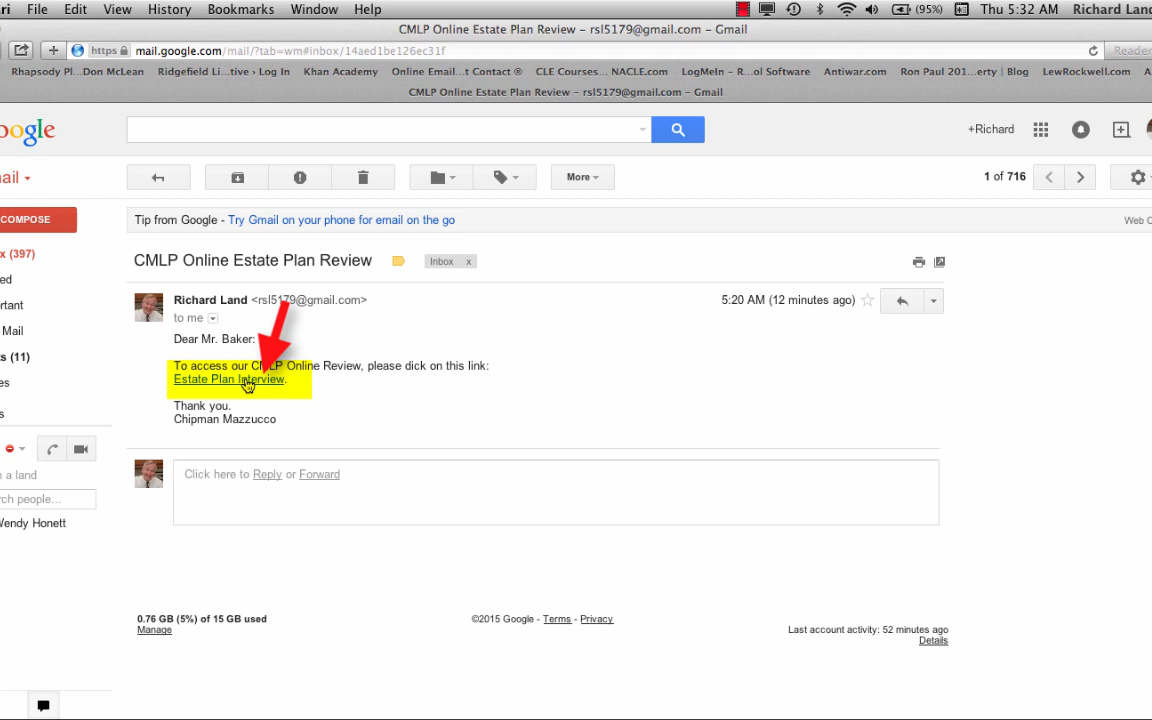 ri File Edit View History Bookmarks Window Help (95%) Thu 5:32 AM Richard Land
CMLP Online Estate Plan Review – rsl5179@gmail.com – Gmail
https mail.google.com/mail/?tab=wm#inbox/14aed1be126ec31f Reader
Rhapsody Pl...Don McLean Ridgefield Li...tive > Log In Khan Academy Online Email...t Contact ® CLE Courses... NACLE.com LogMeIn – R...ol Software Antiwar.com Ron Paul 201...erty | Blog LewRockwell.com A
CMLP Online Estate Plan Review – rsl5179@gmail.com – Gmail
oogle +Richard
ail More 1 of 716
COMPOSE Tip from Google - Try Gmail on your phone for email on the go Web C
x (397) CMLP Online Estate Plan Review Inbox x
ed
rtant Richard Land <rsl5179@gmail.com> 5:20 AM (12 minutes ago)
to me
Mail Dear Mr. Baker:
s (11) To access our CMLP Online Review, please dick on this link:
es Estate Plan Interview.
s Thank you.
Chipman Mazzucco
n a land Click here to Reply or Forward
rch people...
Wendy Honett
0.76 GB (5%) of 15 GB used ©2015 Google - Terms - Privacy
Manage Last account activity: 52 minutes ago
Details